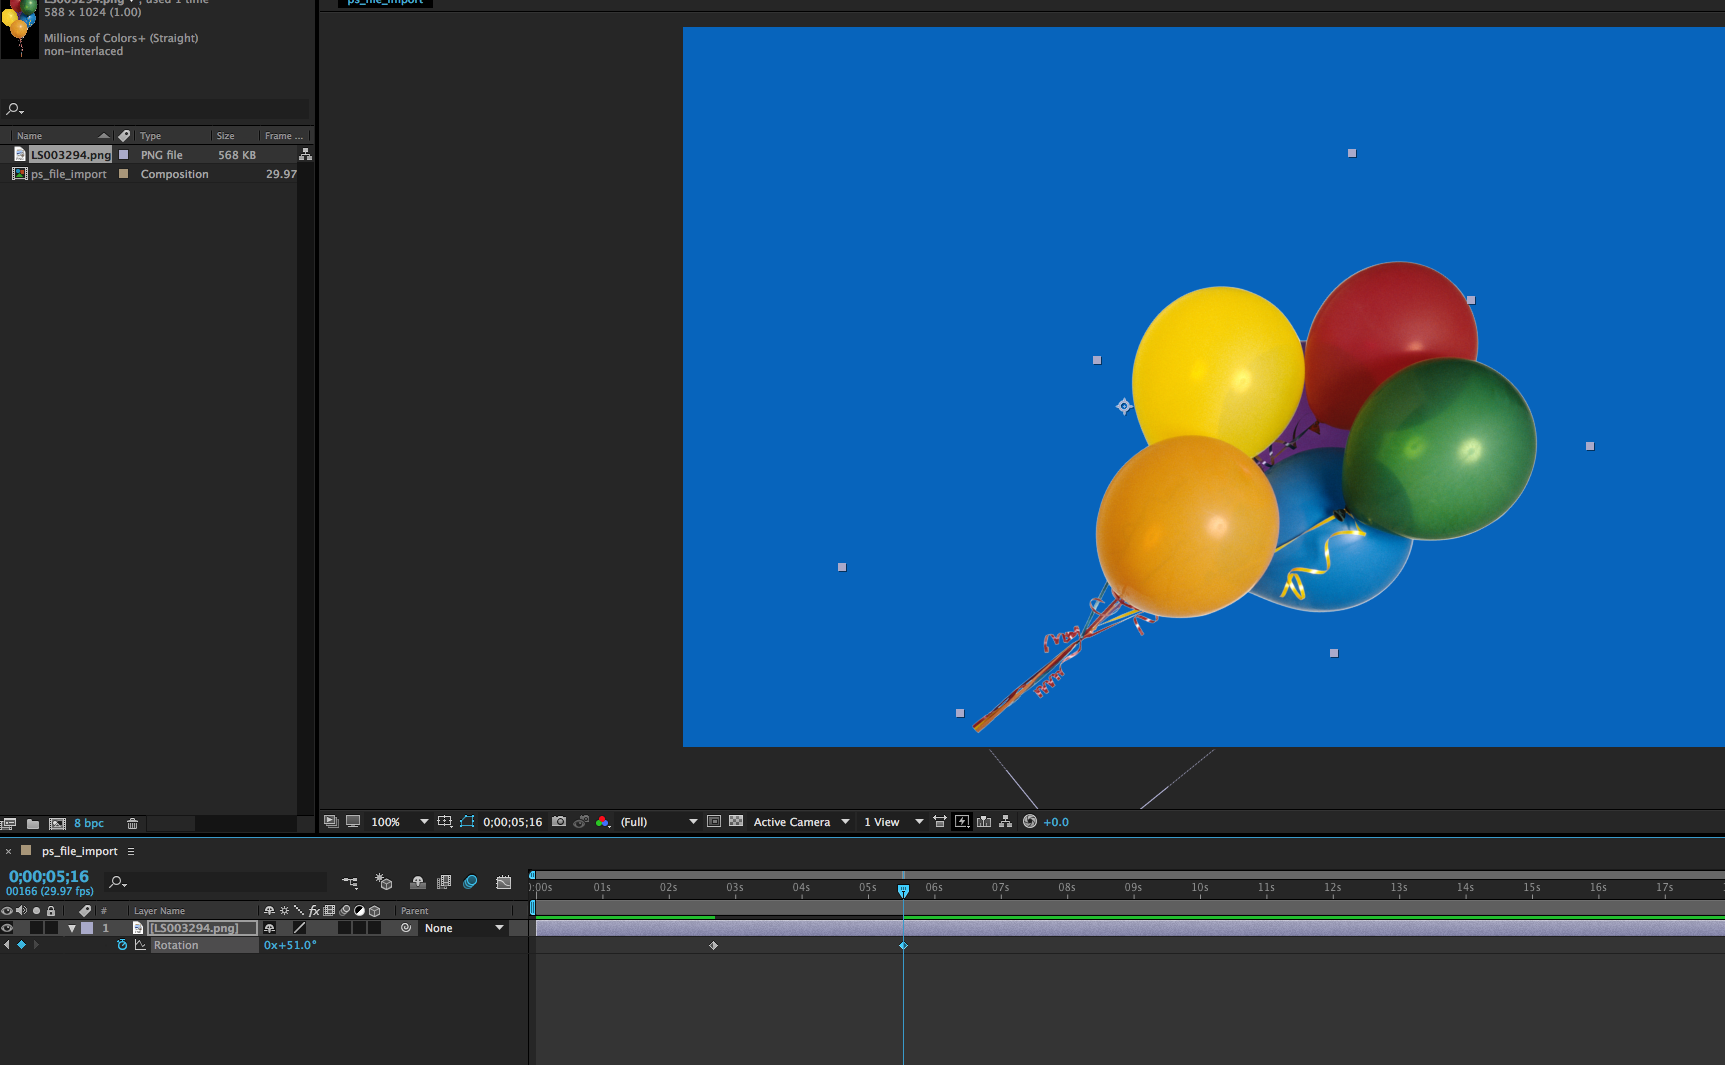 LS003294.png , used 1 time
588 x 1024 (1.00)
Millions of Colors+ (Straight)
non-interlaced
ps_file_import
Name Type Size Frame ...
LS003294.png PNG file 568 KB
ps_file_import Composition 29.97
8 bpc
100% 0;00;05;16 (Full) Active Camera 1 View +0.0
ps_file_import
0;00;05;16
00166 (29.97 fps)
:00s 01s 02s 03s 04s 05s 06s 07s 08s 09s 10s 11s 12s 13s 14s 15s 16s 17s
# Layer Name fx Parent
1 [LS003294.png] None
Rotation 0x+51.0°